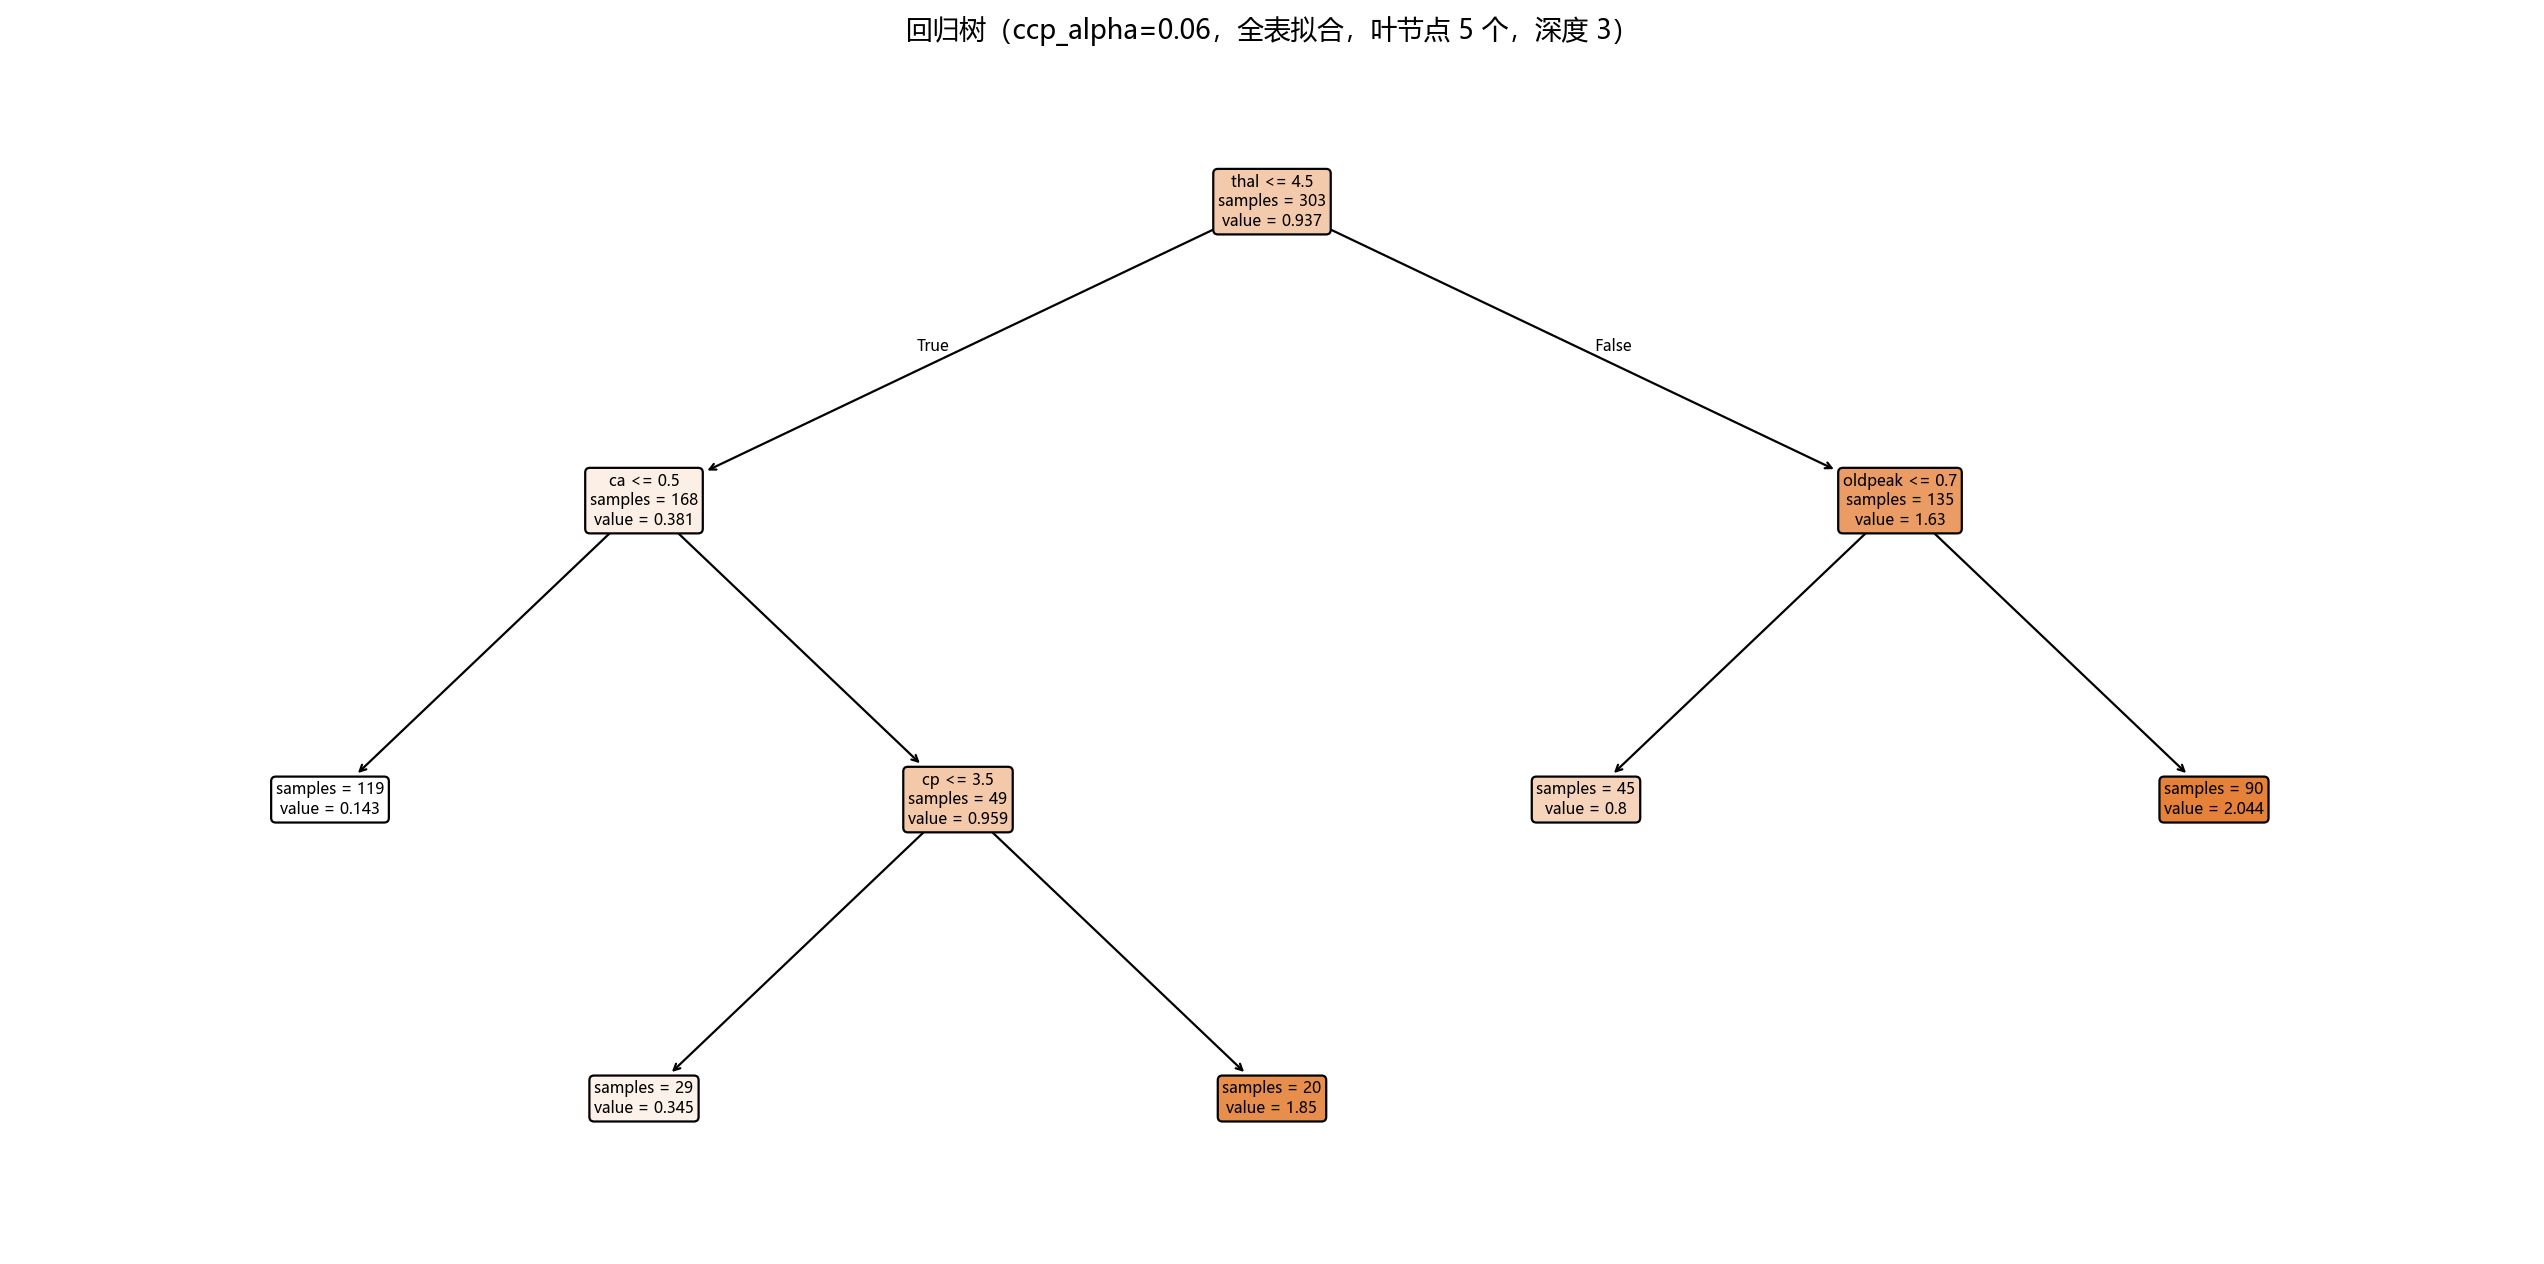 回归树（ccp_alpha=0.06，全表拟合，叶节点 5 个，深度 3）
thal <= 4.5
samples = 303
value = 0.937
True
False
ca <= 0.5
samples = 168
value = 0.381
oldpeak <= 0.7
samples = 135
value = 1.63
samples = 119
value = 0.143
cp <= 3.5
samples = 49
value = 0.959
samples = 45
value = 0.8
samples = 90
value = 2.044
samples = 29
value = 0.345
samples = 20
value = 1.85